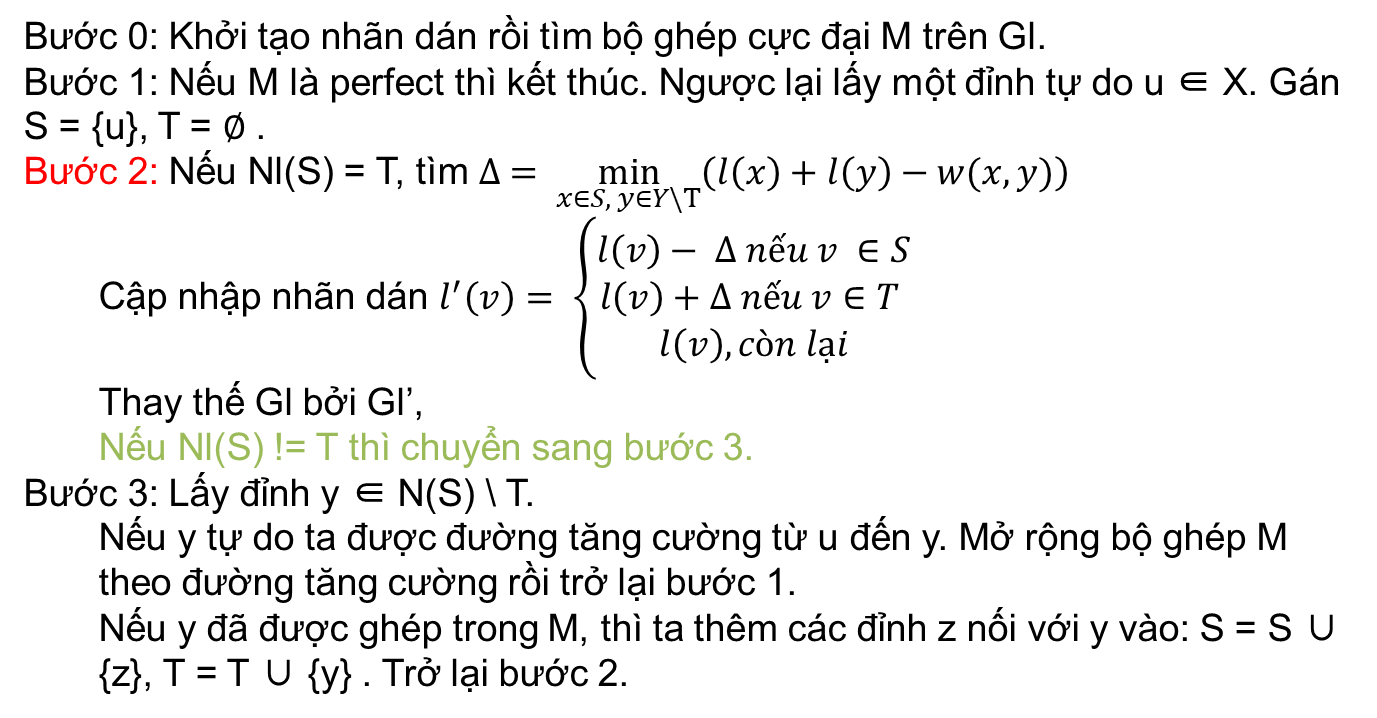 Bước 0: Khởi tạo nhãn dán rồi tìm bộ ghép cực đại M trên Gl.
Bước 1: Nếu M là perfect thì kết thúc. Ngược lại lấy một đỉnh tự do u ∈ X. Gán
S = {u}, T = ∅ .
Bước 2: Nếu Nl(S) = T, tìm Δ = min (l(x) + l(y) − w(x, y))
x∈S, y∈Y\T
l(v) − Δ nếu v ∈ S
Cập nhập nhãn dán l′(v) = { l(v) + Δ nếu v ∈ T
l(v), còn lại
Thay thế Gl bởi Gl’,
Nếu Nl(S) != T thì chuyển sang bước 3.
Bước 3: Lấy đỉnh y ∈ N(S) \ T.
Nếu y tự do ta được đường tăng cường từ u đến y. Mở rộng bộ ghép M
theo đường tăng cường rồi trở lại bước 1.
Nếu y đã được ghép trong M, thì ta thêm các đỉnh z nối với y vào: S = S ∪
{z}, T = T ∪ {y} . Trở lại bước 2.